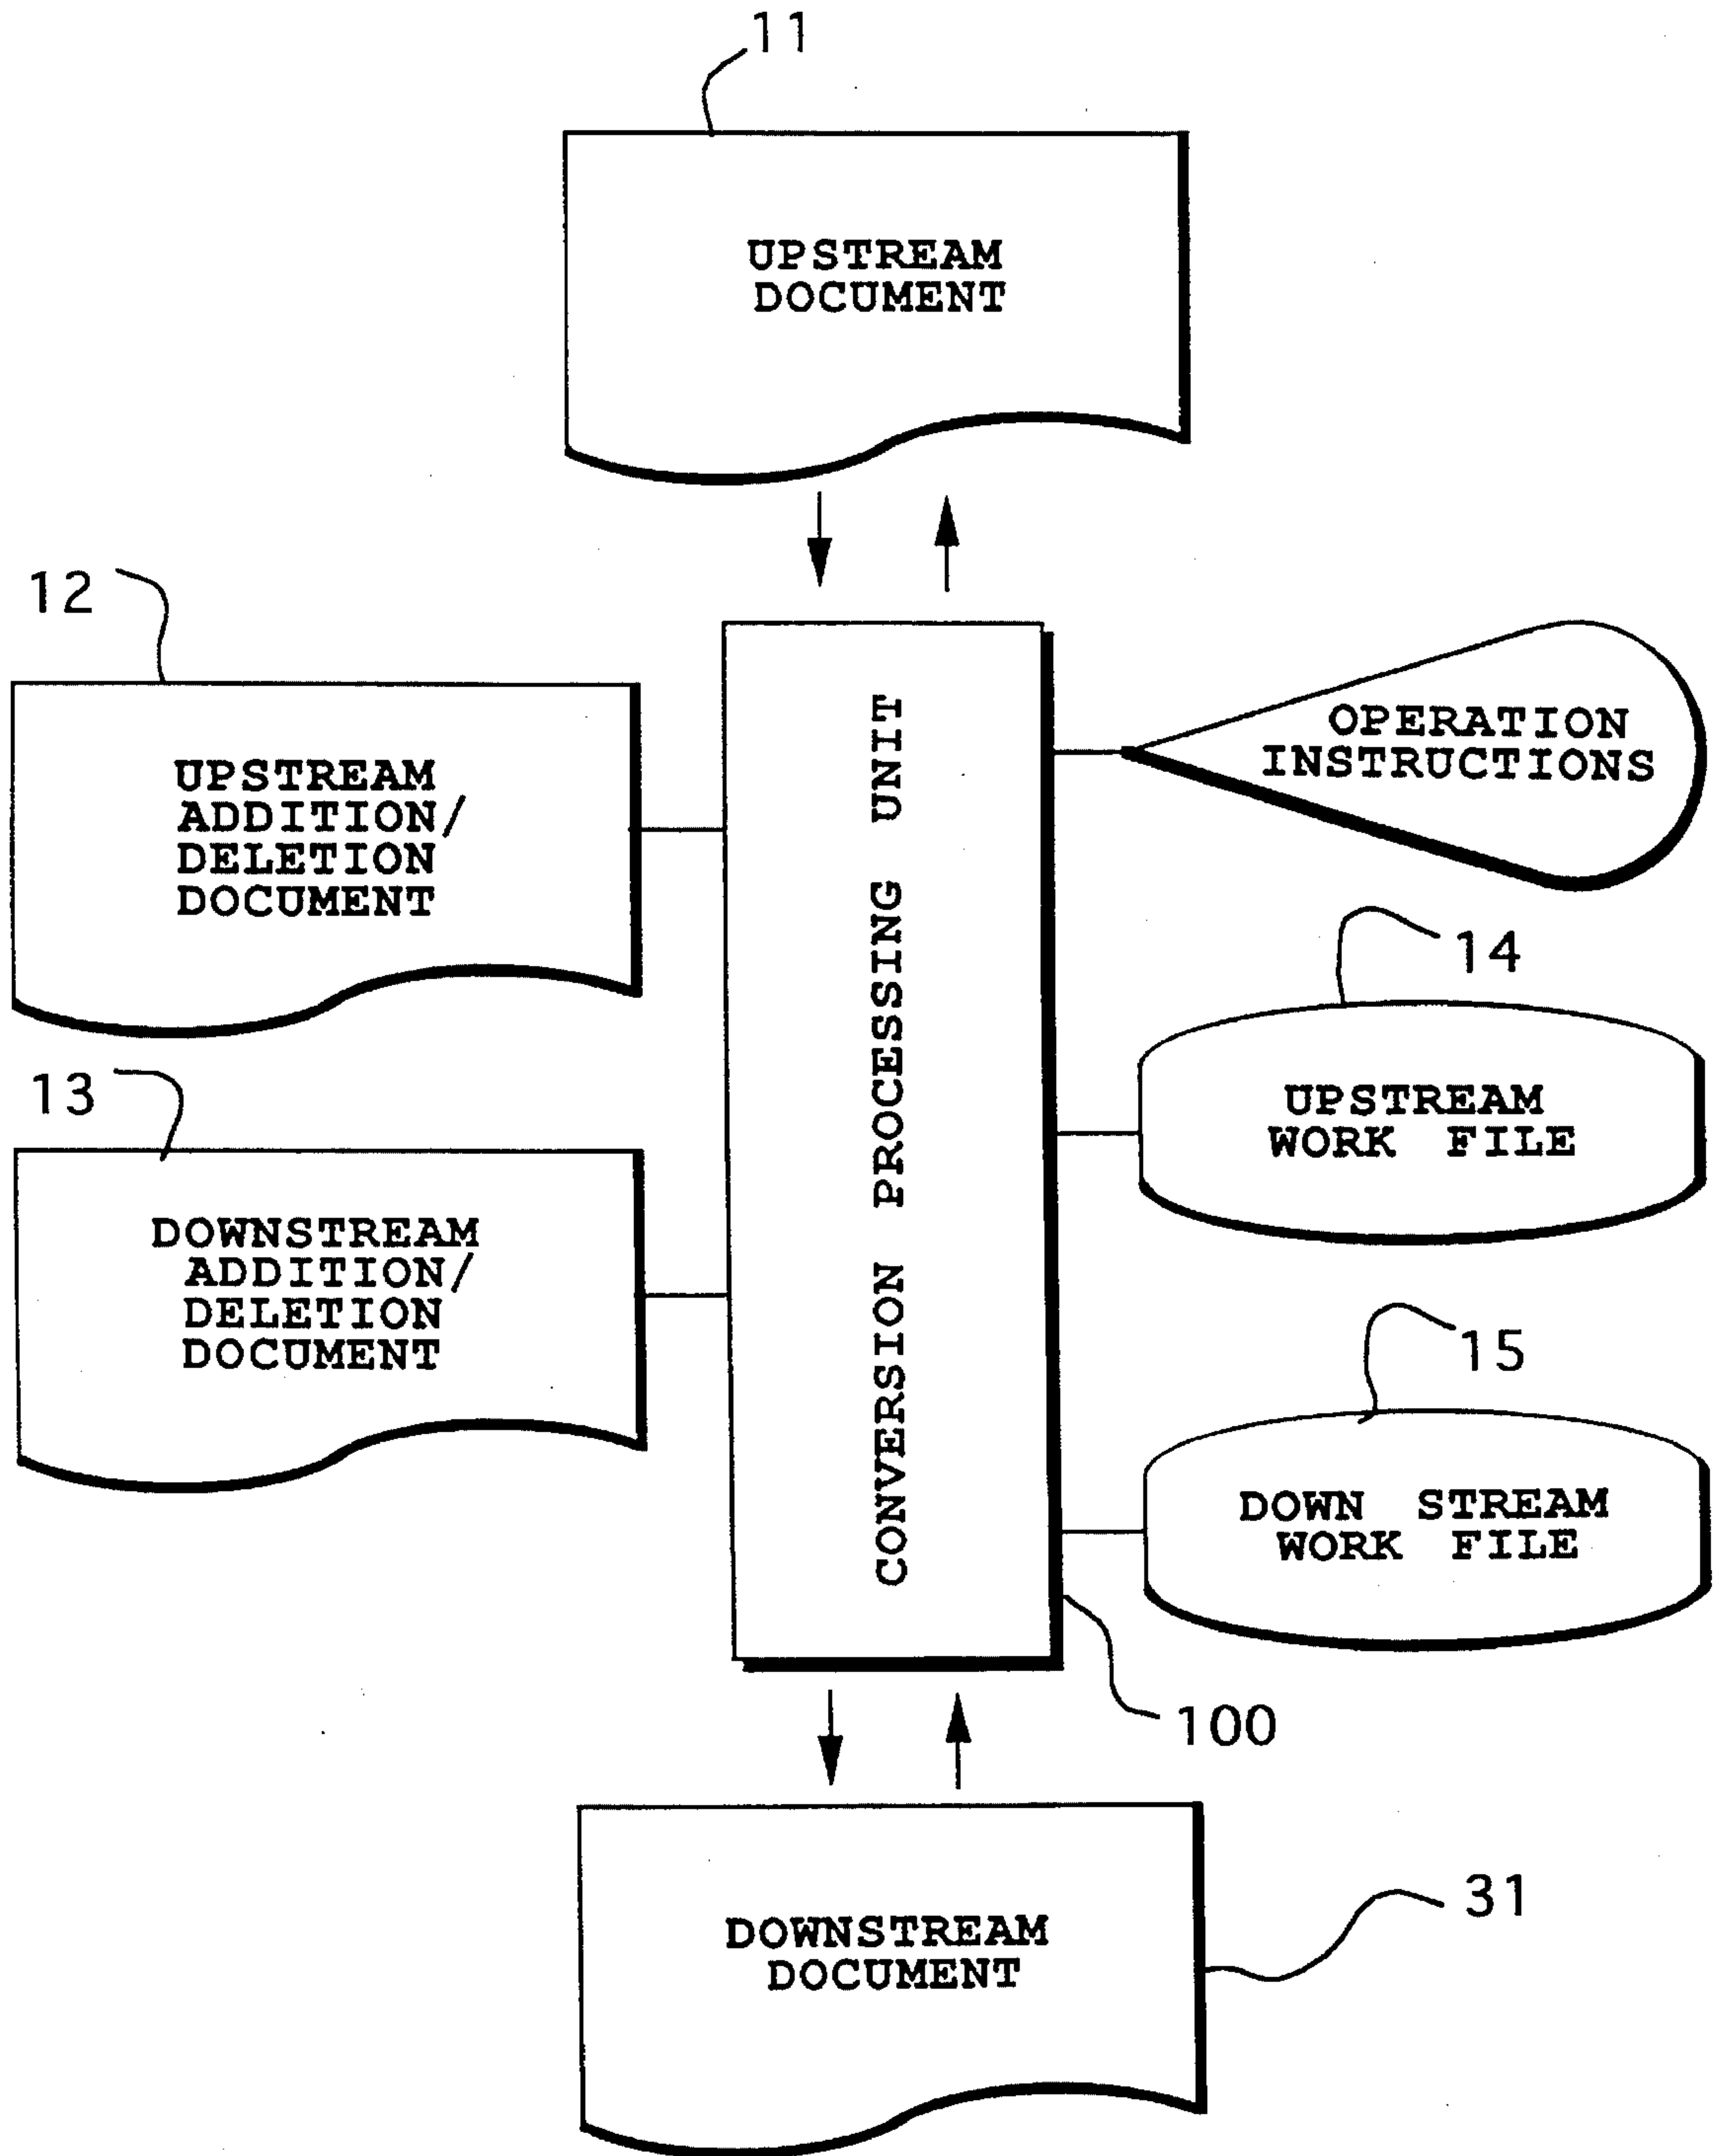 11
UPSTREAM
DOCUMENT
12
UPSTREAM
ADDITION/
DELETION
DOCUMENT
13
DOWNSTREAM
ADDITION/
DELETION
DOCUMENT
CONVERSION PROCESSING UNIT
OPERATION
INSTRUCTIONS
14
UPSTREAM
WORK FILE
15
DOWN STREAM
WORK FILE
100
DOWNSTREAM
DOCUMENT
31